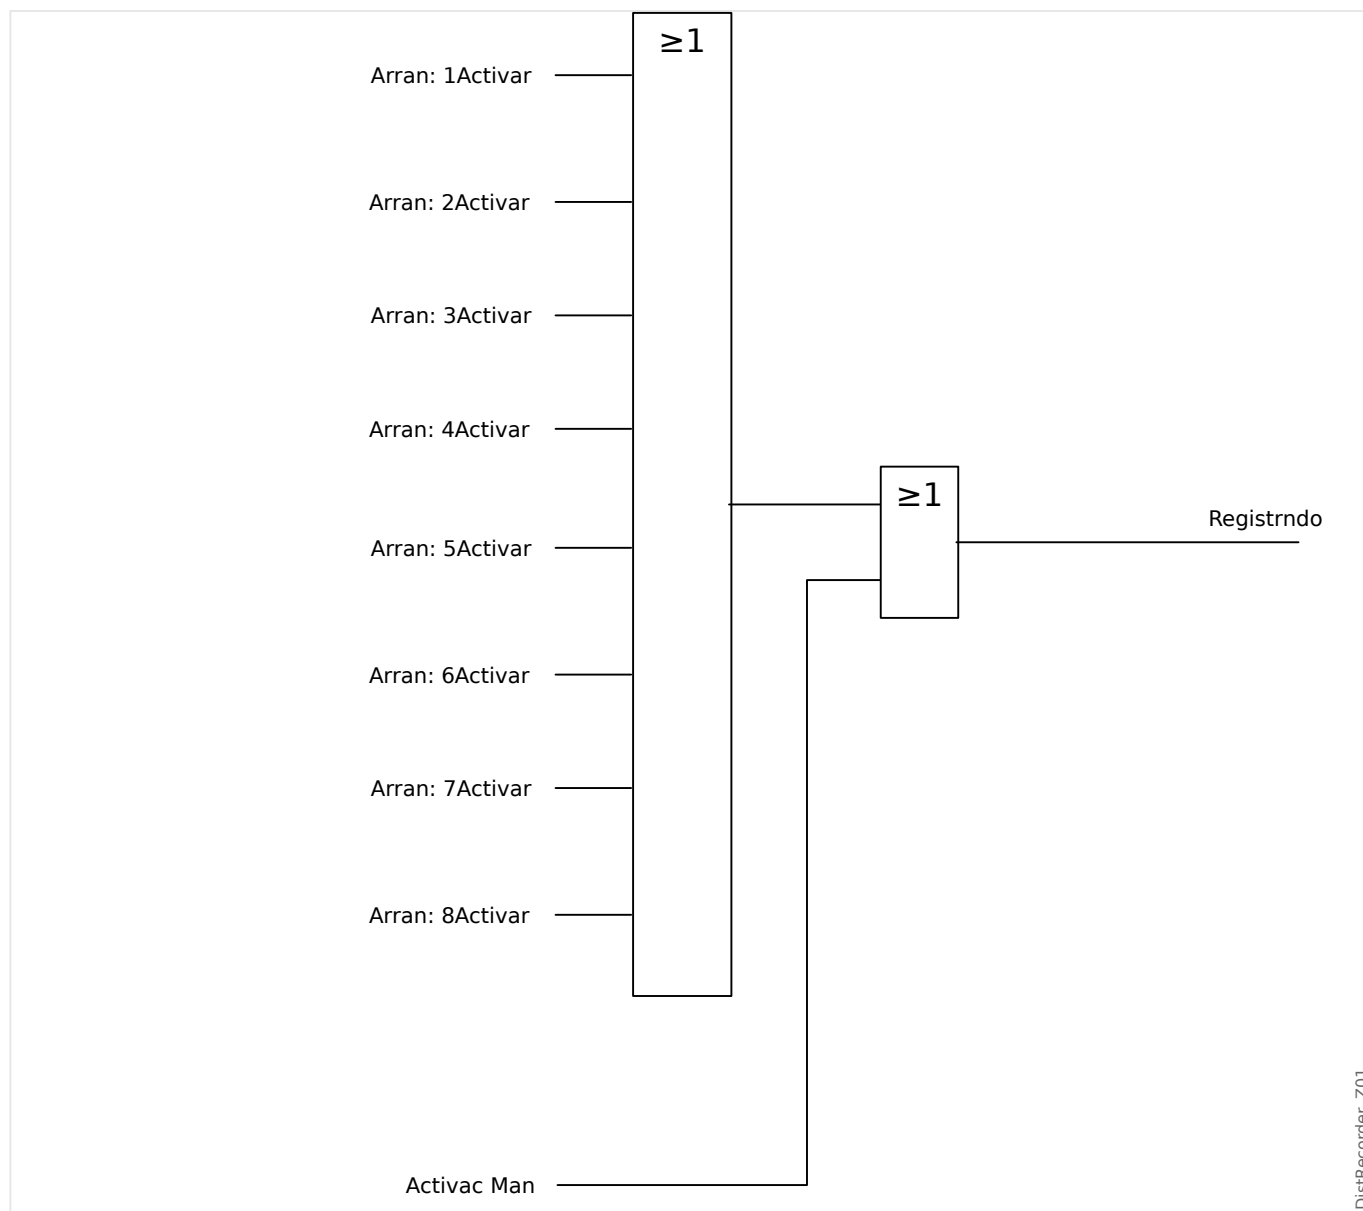 ≥1
Arran: 1Activar
Arran: 2Activar
Arran: 3Activar
Arran: 4Activar
≥1
Registrndo
Arran: 5Activar
Arran: 6Activar
Arran: 7Activar
Arran: 8Activar
Activac Man
DistRecorder_Z01